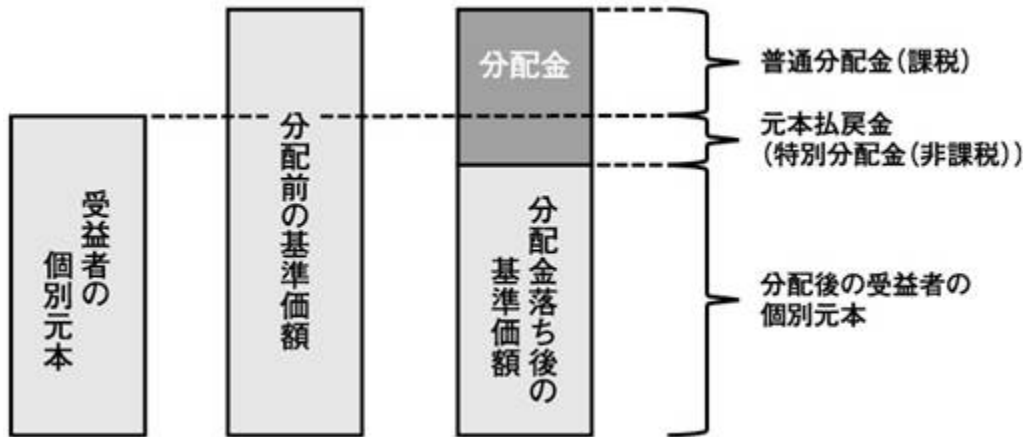 受益者の
個別元本
分配前の基準価額
分配金
分配金落ち後の
基準価額
普通分配金(課税)
元本払戻金
(特別分配金(非課税))
分配後の受益者の
個別元本